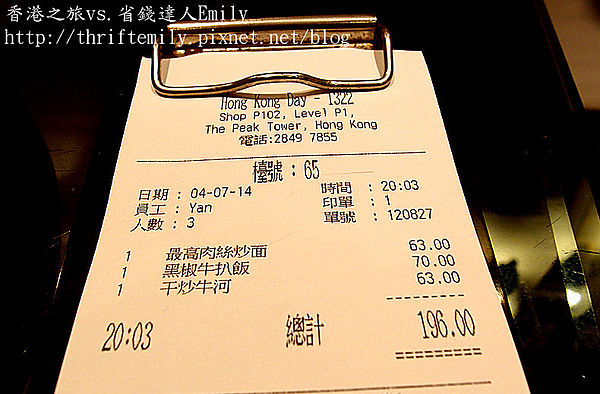 香港之旅vs.省錢達人Emily
http://thriftemily.pixnet.net/blog
Hong Kong Day - 1322
Shop P102, Level P1,
The Peak Tower, Hong Kong
電話:2849 7855
檯號 : 65
日期 : 04-07-14 時間 : 20:03
員工 : Yan 印單 : 1
人數 : 3 單號 : 120827
1 最高肉絲炒面 63.00
1 黑椒牛扒飯 70.00
1 干炒牛河 63.00
20:03 總計 196.00